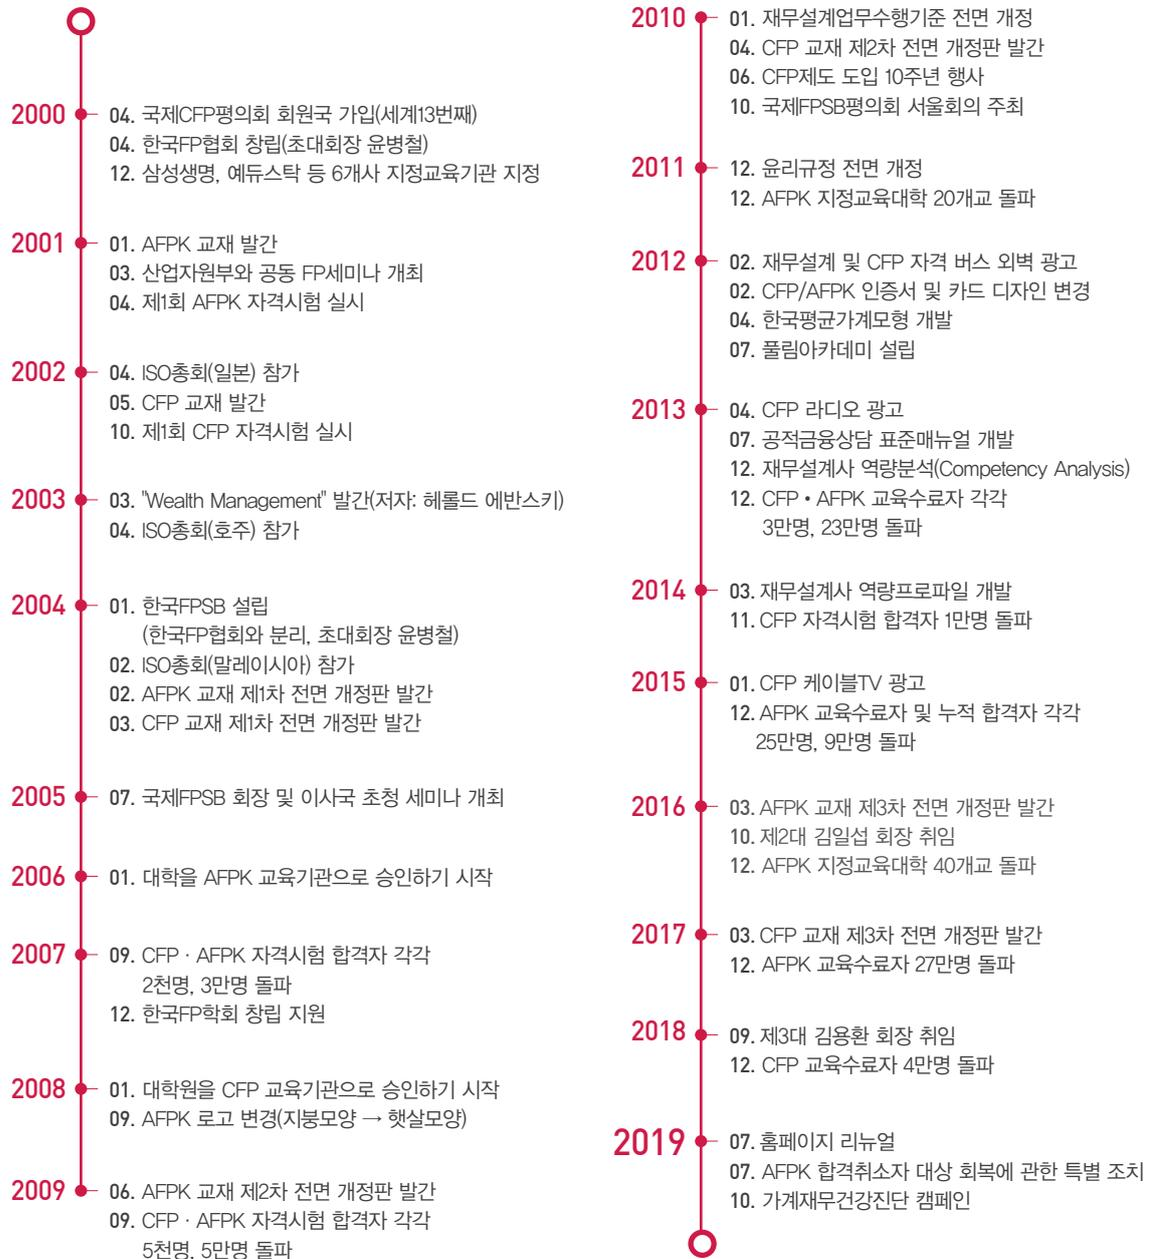 2000
04. 국제CFP평의회 회원국 가입(세계13번째)
04. 한국FP협회 창립(초대회장 윤병철)
12. 삼성생명, 에듀스탁 등 6개사 지정교육기관 지정
2001
01. AFPK 교재 발간
03. 산업자원부와 공동 FP세미나 개최
04. 제1회 AFPK 자격시험 실시
2002
04. ISO총회(일본) 참가
05. CFP 교재 발간
10. 제1회 CFP 자격시험 실시
2003
03. "Wealth Management" 발간(저자: 헤롤드 에반스키)
04. ISO총회(호주) 참가
2004
01. 한국FPSB 설립
(한국FP협회와 분리, 초대회장 윤병철)
02. ISO총회(말레이시아) 참가
02. AFPK 교재 제1차 전면 개정판 발간
03. CFP 교재 제1차 전면 개정판 발간
2005
07. 국제FPSB 회장 및 이사국 초청 세미나 개최
2006
01. 대학을 AFPK 교육기관으로 승인하기 시작
2007
09. CFP · AFPK 자격시험 합격자 각각
2천명, 3만명 돌파
12. 한국FP학회 창립 지원
2008
01. 대학원을 CFP 교육기관으로 승인하기 시작
09. AFPK 로고 변경(지붕모양 → 햇살모양)
2009
06. AFPK 교재 제2차 전면 개정판 발간
09. CFP · AFPK 자격시험 합격자 각각
5천명, 5만명 돌파
2010
01. 재무설계업무수행기준 전면 개정
04. CFP 교재 제2차 전면 개정판 발간
06. CFP제도 도입 10주년 행사
10. 국제FPSB평의회 서울회의 주최
2011
12. 윤리규정 전면 개정
12. AFPK 지정교육대학 20개교 돌파
2012
02. 재무설계 및 CFP 자격 버스 외벽 광고
02. CFP/AFPK 인증서 및 카드 디자인 변경
04. 한국평균가계모형 개발
07. 풀림아카데미 설립
2013
04. CFP 라디오 광고
07. 공적금융상담 표준매뉴얼 개발
12. 재무설계사 역량분석(Competency Analysis)
12. CFP • AFPK 교육수료자 각각
3만명, 23만명 돌파
2014
03. 재무설계사 역량프로파일 개발
11. CFP 자격시험 합격자 1만명 돌파
2015
01. CFP 케이블TV 광고
12. AFPK 교육수료자 및 누적 합격자 각각
25만명, 9만명 돌파
2016
03. AFPK 교재 제3차 전면 개정판 발간
10. 제2대 김일섭 회장 취임
12. AFPK 지정교육대학 40개교 돌파
2017
03. CFP 교재 제3차 전면 개정판 발간
12. AFPK 교육수료자 27만명 돌파
2018
09. 제3대 김용환 회장 취임
12. CFP 교육수료자 4만명 돌파
2019
07. 홈페이지 리뉴얼
07. AFPK 합격취소자 대상 회복에 관한 특별 조치
10. 가계재무건강진단 캠페인